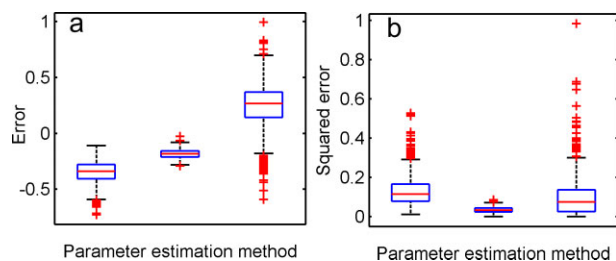 a
1
0.5
0
-0.5
Error
Parameter estimation method
b
1
0.8
0.6
0.4
0.2
0
Squared error
Parameter estimation method